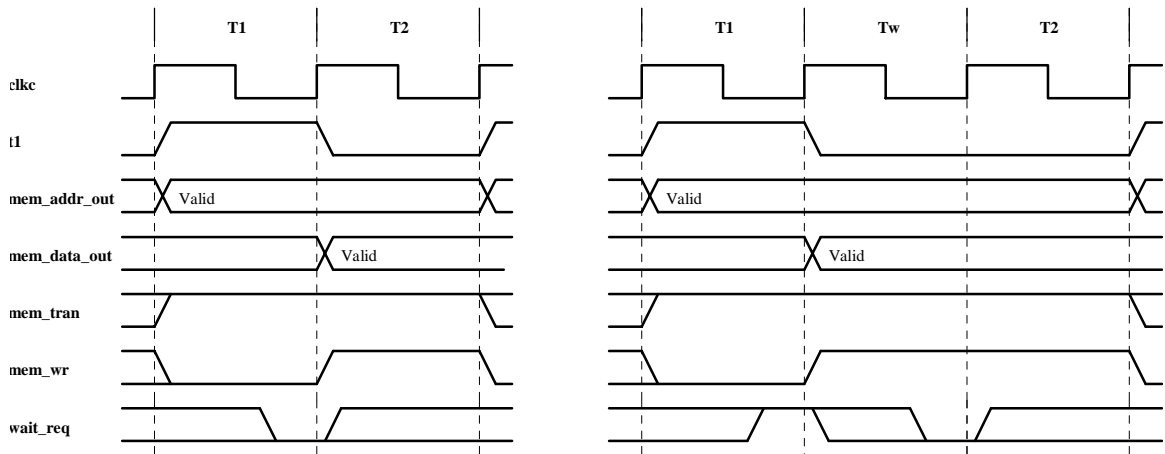 T1 T2 T1 Tw T2
clkc
t1
mem_addr_out Valid Valid
mem_data_out Valid Valid
mem_tran
mem_wr
wait_req